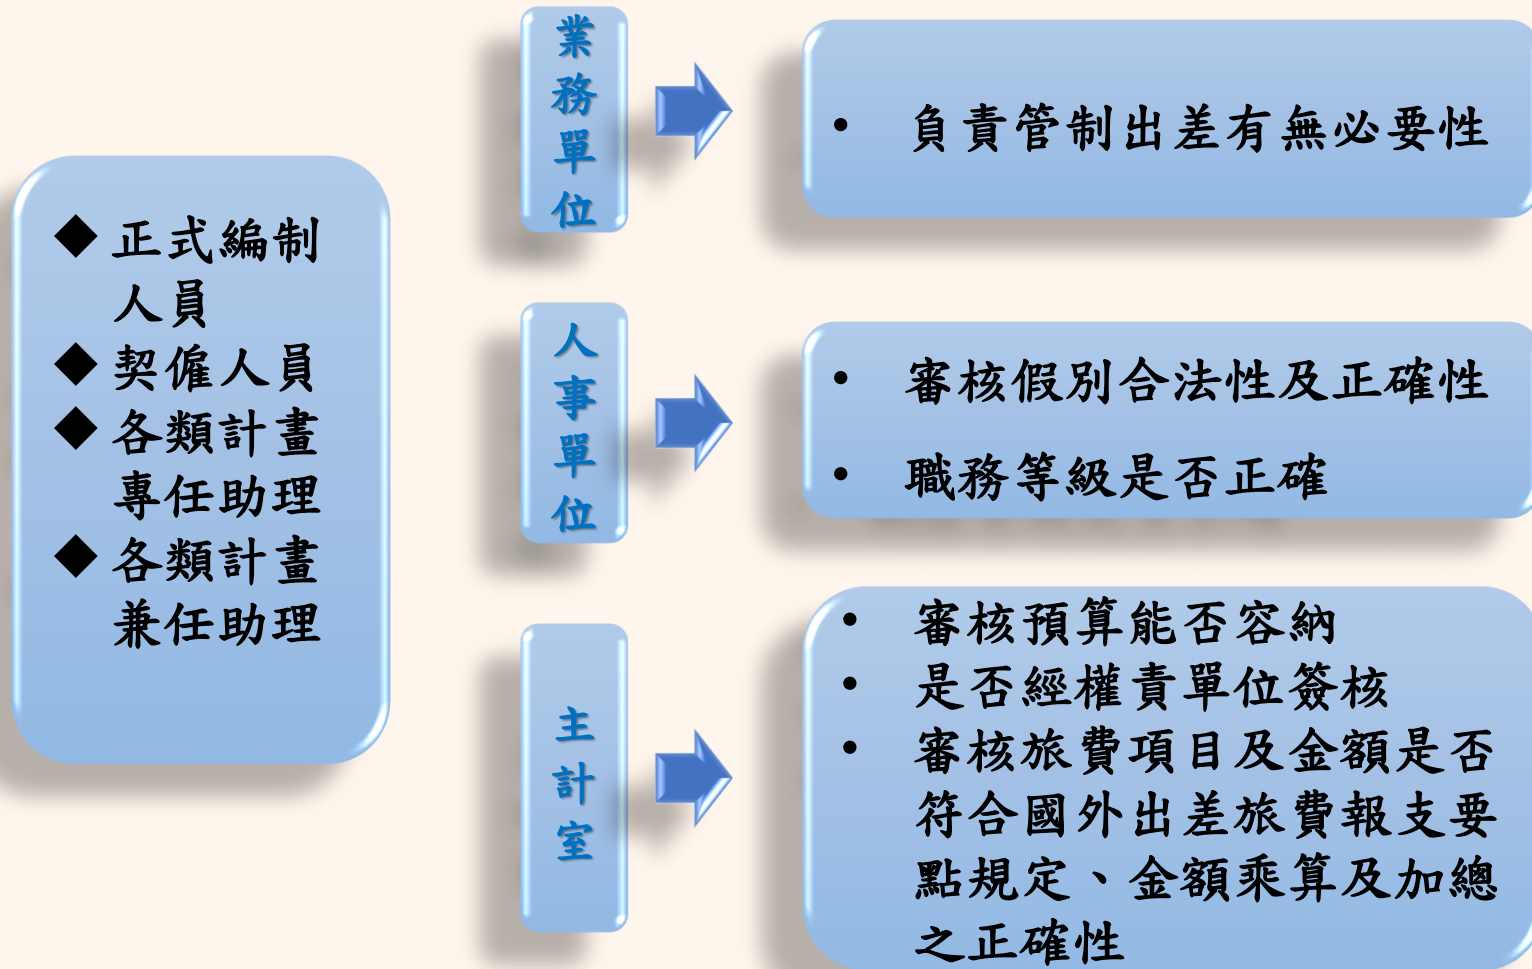 ◆ 正式編制
人員
◆ 契僱人員
◆ 各類計畫
專任助理
◆ 各類計畫
兼任助理
業務單位
• 負責管制出差有無必要性
人事單位
• 審核假別合法性及正確性
• 職務等級是否正確
主計室
• 審核預算能否容納
• 是否經權責單位簽核
• 審核旅費項目及金額是否
符合國外出差旅費報支要
點規定、金額乘算及加總
之正確性